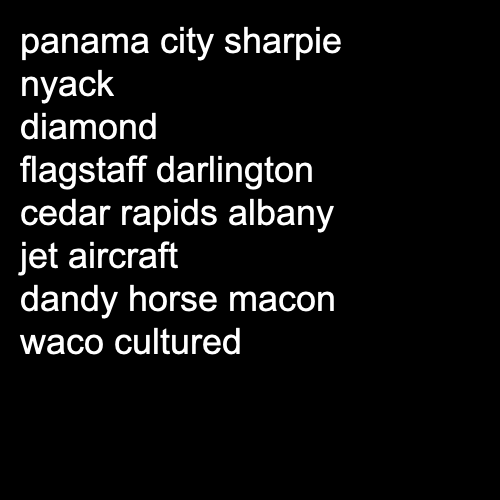 panama city sharpie
nyack
diamond
flagstaff darlington
cedar rapids albany
jet aircraft
dandy horse macon
waco cultured